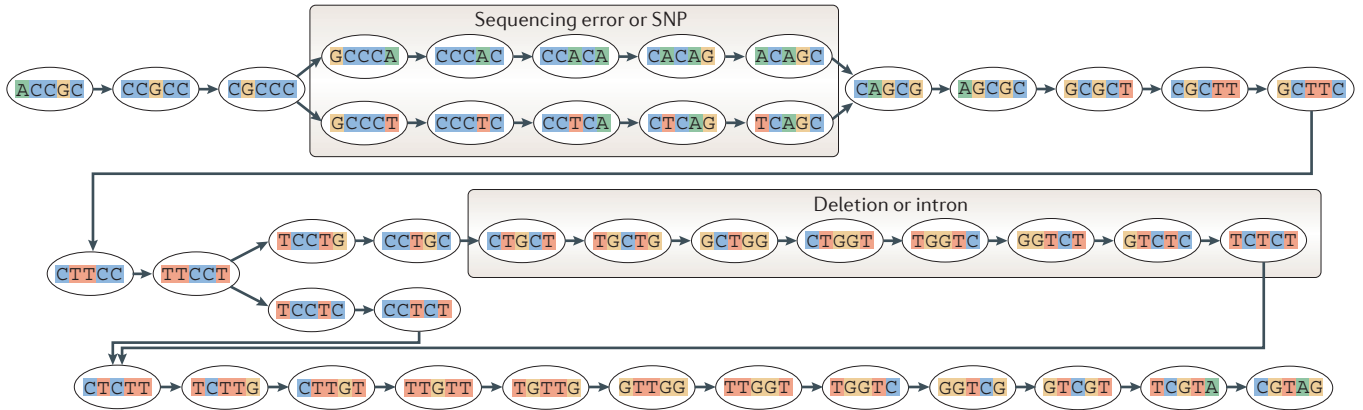 Sequencing error or SNP
GCCCA CCCAC CCACA CACAG ACAGC
ACCGC CCGCC CGCCC CAGCG AGCGC GCGCT CGCTT GCTTC
GCCCT CCCTC CCTCA CTCAG TCAGC
Deletion or intron
TCCTG CCTGC CTGCT TGCTG GCTGG CTGGT TGGTC GGTCT GTCTC TCTCT
CTTCC TTCCT
TCCTC CCTCT
CTCTT TCTTG CTTGT TTGTT TGTTG GTTGG TTGGT TGGTC GGTCG GTCGT TCGTA CGTAG